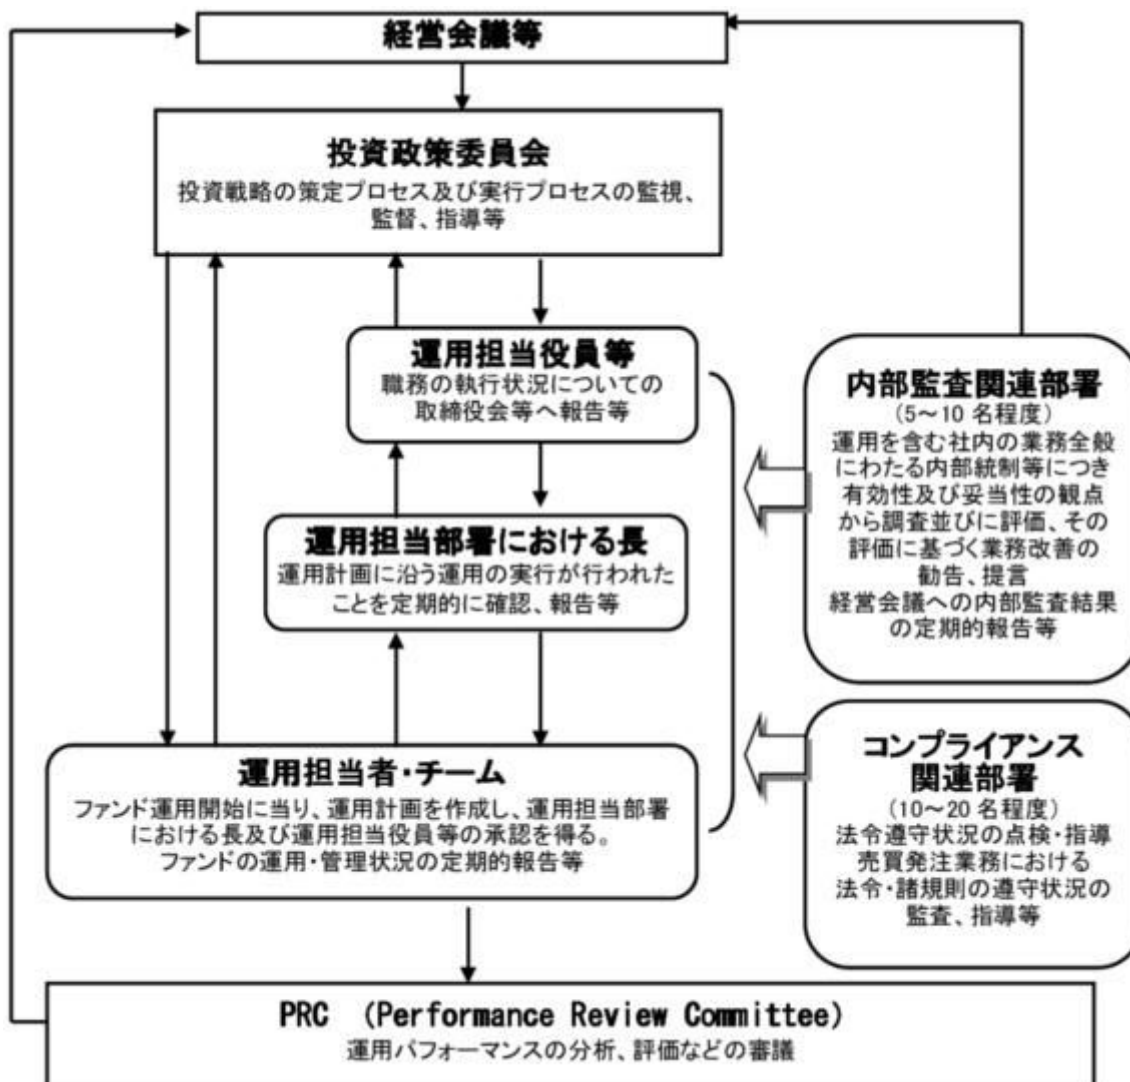 経営会議等
投資政策委員会
投資戦略の策定プロセス及び実行プロセスの監視、
監督、指導等
運用担当役員等
職務の執行状況についての
取締役会等へ報告等
運用担当部署における長
運用計画に沿う運用の実行が行われた
ことを定期的に確認、報告等
運用担当者・チーム
ファンド運用開始に当り、運用計画を作成し、運用担当部署
における長及び運用担当役員等の承認を得る。
ファンドの運用・管理状況の定期的報告等
内部監査関連部署
(5～10 名程度)
運用を含む社内の業務全般
にわたる内部統制等につき
有効性及び妥当性の観点
から調査並びに評価、その
評価に基づく業務改善の
勧告、提言
経営会議への内部監査結果
の定期的報告等
コンプライアンス
関連部署
(10～20 名程度)
法令遵守状況の点検・指導
売買発注業務における
法令・諸規則の遵守状況の
監査、指導等
PRC （Performance Review Committee）
運用パフォーマンスの分析、評価などの審議